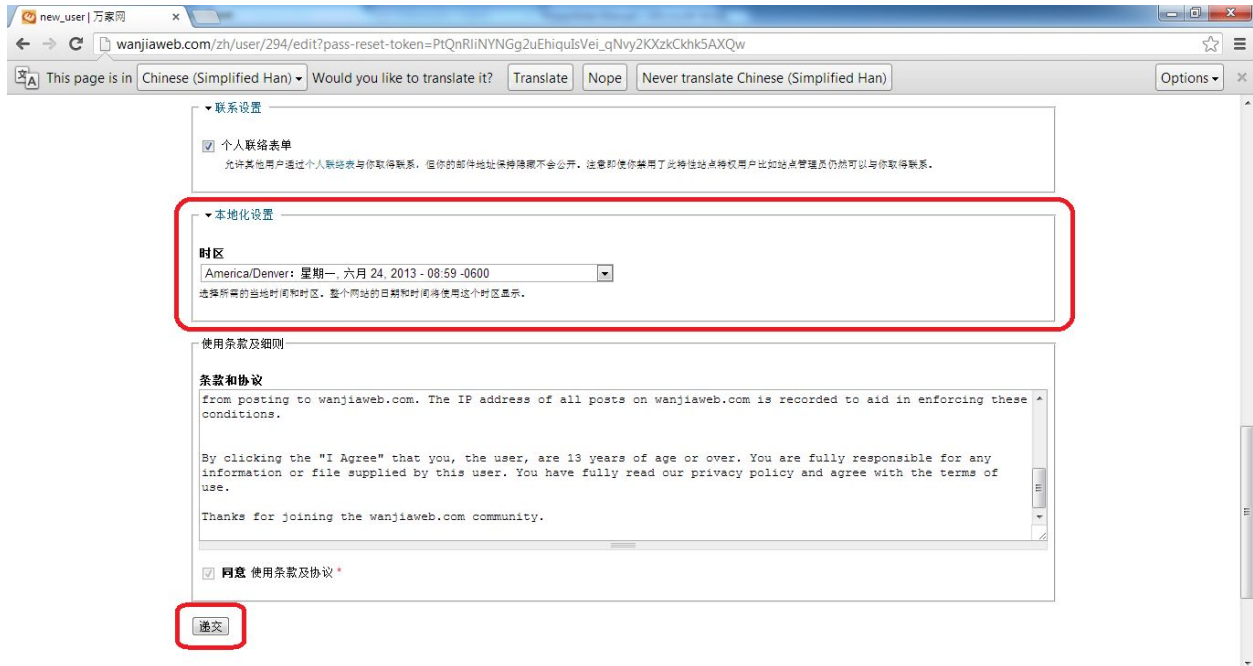 new_user | 万家网
wanjiaweb.com/zh/user/294/edit?pass-reset-token=PtQnRliNYNGg2uEhiquIsVei_qNvy2KXzkCkhk5AXQw
This page is in Chinese (Simplified Han) Would you like to translate it? Translate Nope Never translate Chinese (Simplified Han) Options
联系设置
个人联络表单
允许其他用户通过个人联络表与你取得联系. 但你的邮件地址保持隐藏不会公开. 注意即使你禁用了此特性站点特权用户比如站点管理员仍然可以与你取得联系.
本地化设置
时区
America/Denver: 星期一, 六月 24, 2013 - 08:59 -0600
选择所需的当地时间和时区. 整个网站的日期和时间将使用这个时区显示.
使用条款及细则
条款和协议
from posting to wanjiaweb.com. The IP address of all posts on wanjiaweb.com is recorded to aid in enforcing these
conditions.
By clicking the "I Agree" that you, the user, are 13 years of age or over. You are fully responsible for any
information or file supplied by this user. You have fully read our privacy policy and agree with the terms of
use.
Thanks for joining the wanjiaweb.com community.
同意 使用条款及协议 *
递交